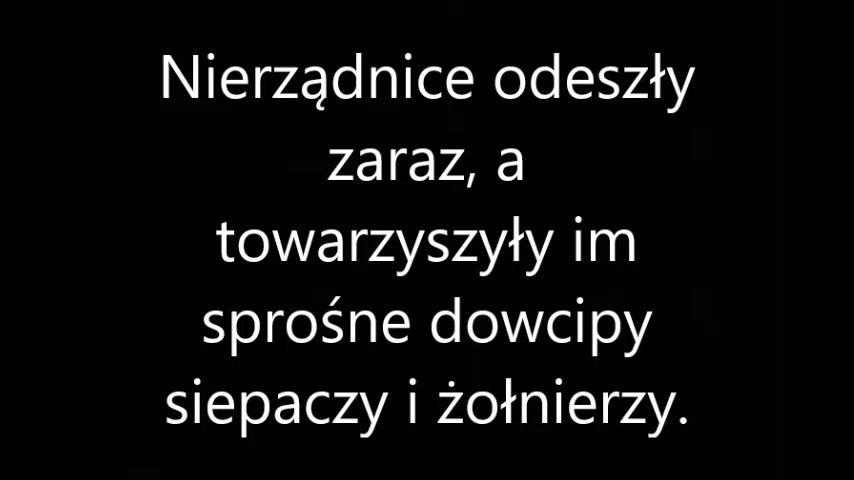 Nierządnice odeszły
zaraz, a
towarzyszyły im
sprośne dowcipy
siepaczy i żołnierzy.